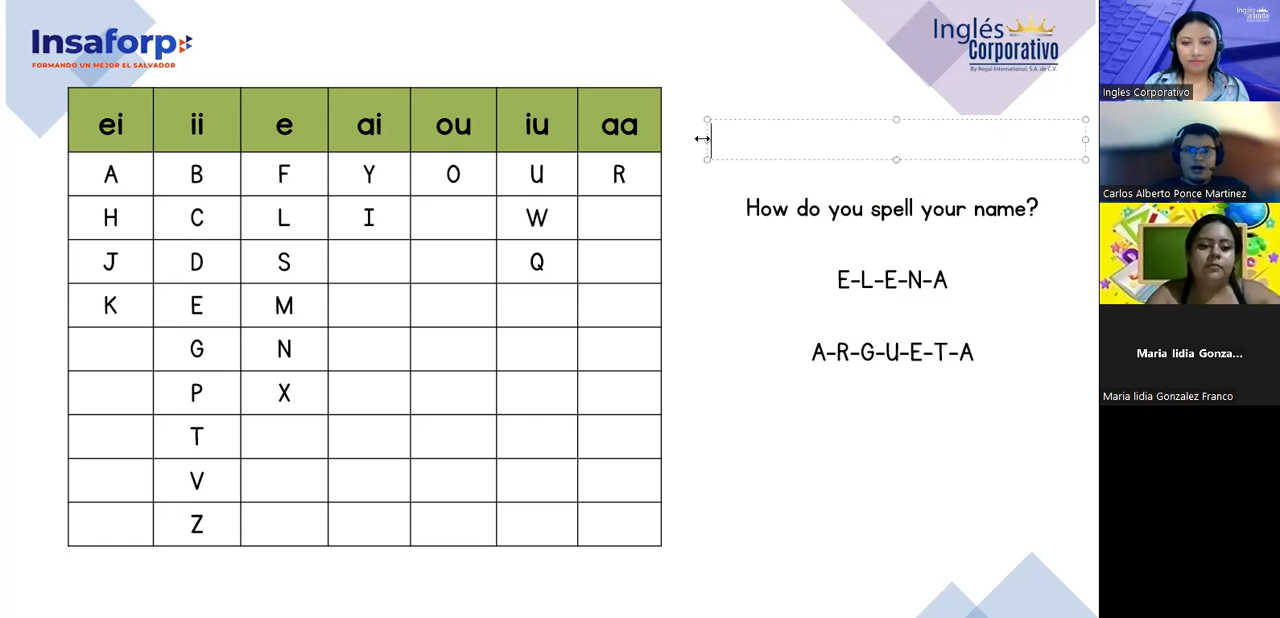 Insaforp
FORMANDO UN MEJOR EL SALVADOR
Inglés
Corporativo
By Regal International, S.A. de C.V.
ei ii e ai ou iu aa
A B F Y O U R
H C L I W
J D S Q
K E M
G N
P X
T
V
Z
How do you spell your name?
E-L-E-N-A
A-R-G-U-E-T-A
Ingles Corporativo
Carlos Alberto Ponce Martinez
Maria lidia Gonza...
Maria lidia Gonzalez Franco